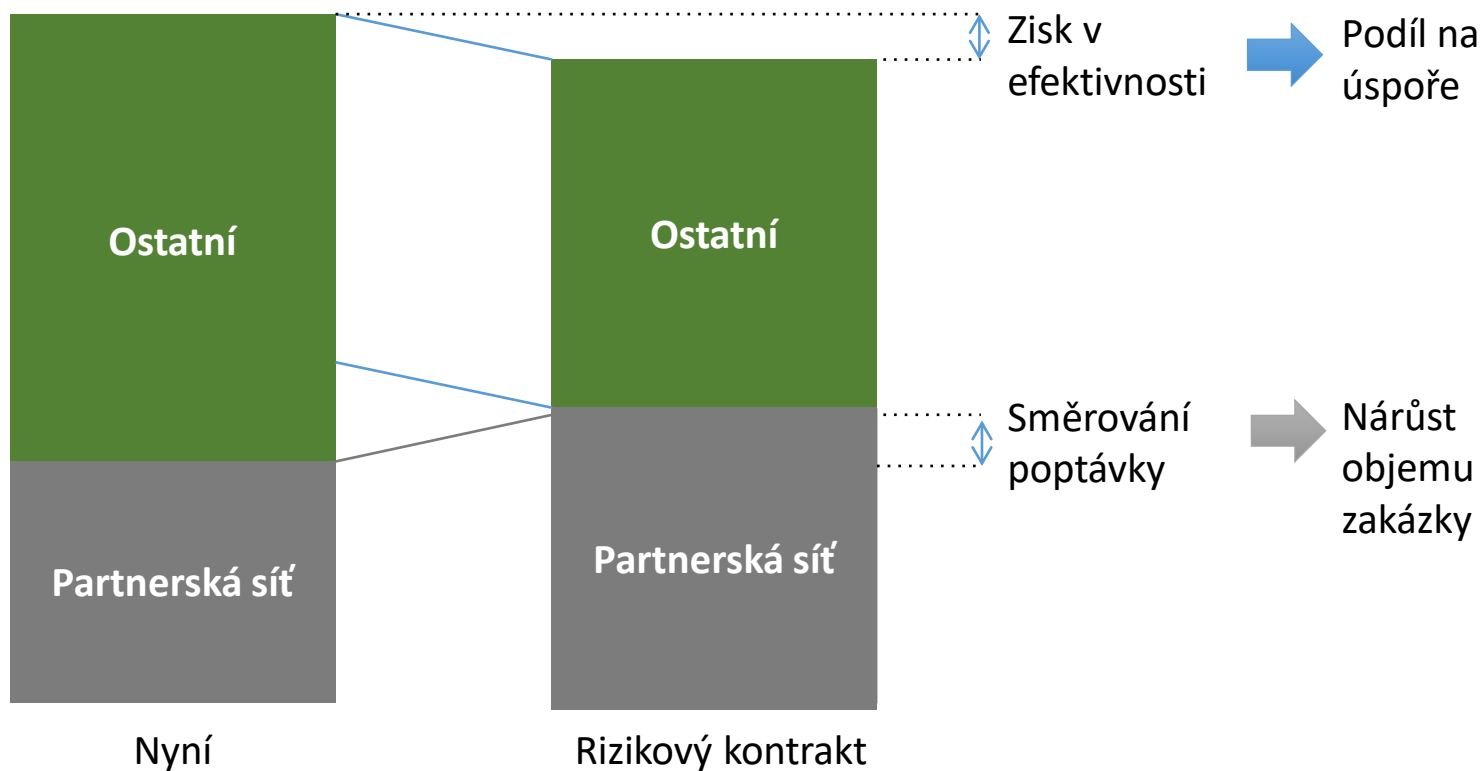 Zisk v
efektivnosti
Podíl na
úspoře
Ostatní
Ostatní
Směrování
poptávky
Nárůst
objemu
zakázky
Partnerská síť
Partnerská síť
Nyní
Rizikový kontrakt